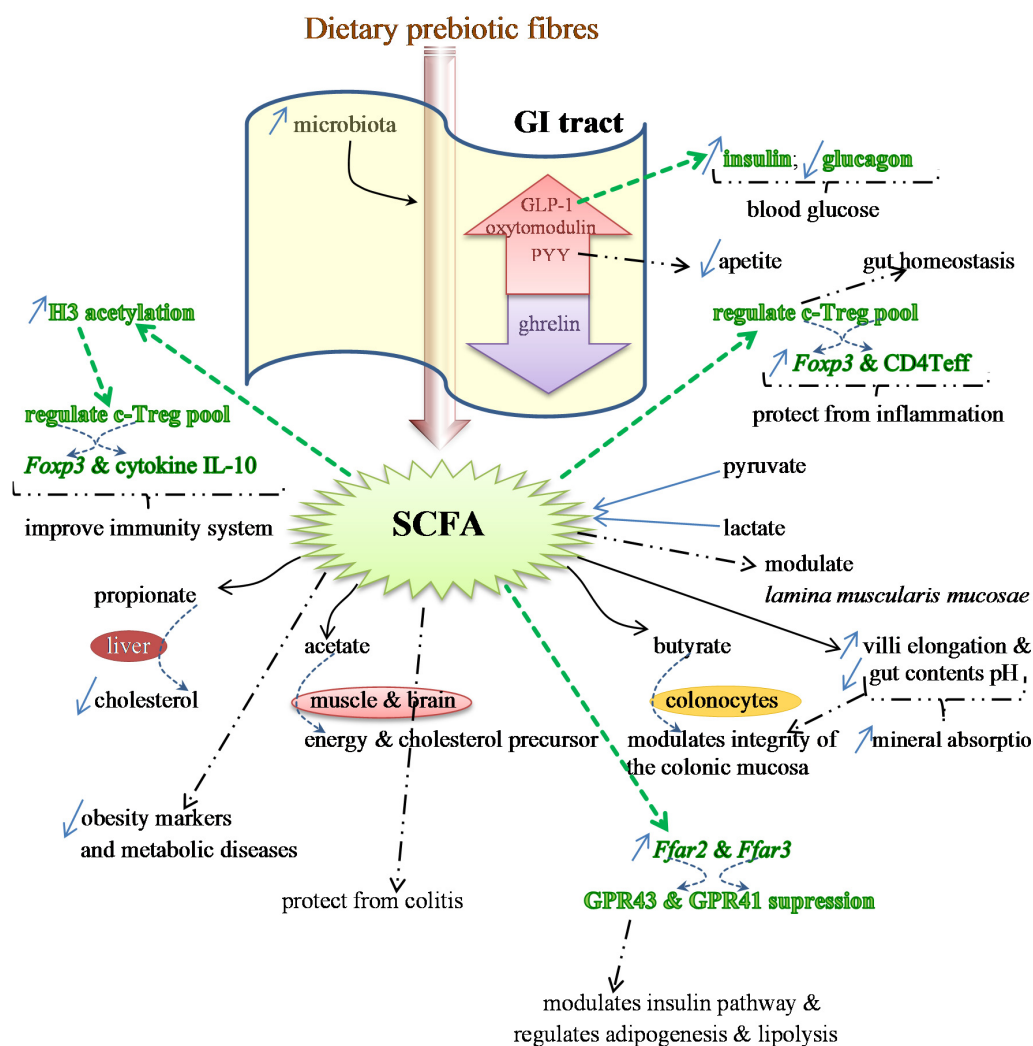 Dietary prebiotic fibres
microbiota
GI tract
insulin; glucagon
blood glucose
GLP-1
oxytomodulin
PYY
apetite
ghrelin
gut homeostasis
regulate c-Treg pool
Foxp3 & CD4Teff
protect from inflammation
H3 acetylation
regulate c-Treg pool
Foxp3 & cytokine IL-10
improve immunity system
SCFA
pyruvate
lactate
modulate
lamina muscularis mucosae
propionate
liver
cholesterol
acetate
muscle & brain
energy & cholesterol precursor
butyrate
colonocytes
modulates integrity of
the colonic mucosa
villi elongation &
gut contents pH
mineral absorptio
obesity markers
and metabolic diseases
protect from colitis
Ffar2 & Ffar3
GPR43 & GPR41 supression
modulates insulin pathway &
regulates adipogenesis & lipolysis